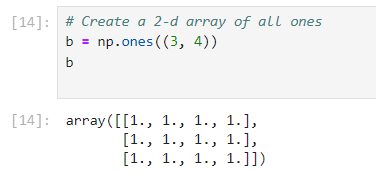 [14]: # Create a 2-d array of all ones
b = np.ones((3, 4))
b
[14]: array([[1., 1., 1., 1.],
[1., 1., 1., 1.],
[1., 1., 1., 1.]])